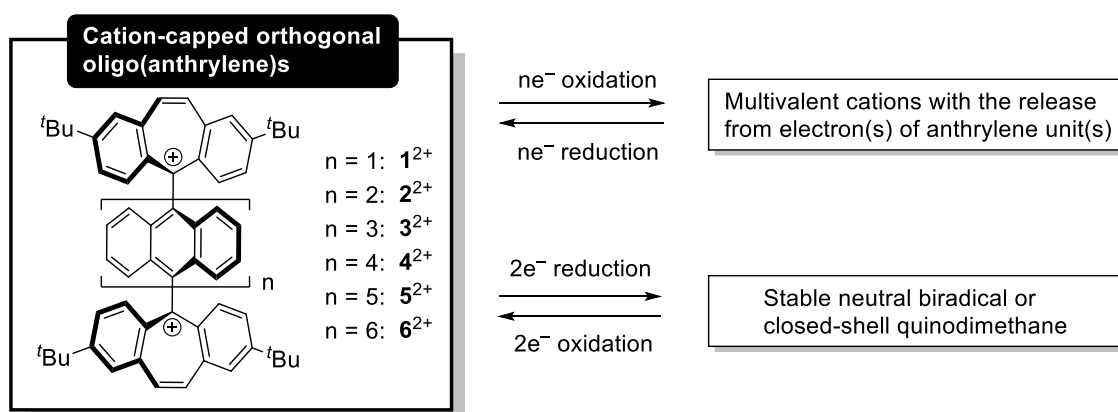 Cation-capped orthogonal
oligo(anthrylene)s
ᵗBu
ᵗBu
⊕
n = 1: 1²⁺
n = 2: 2²⁺
n = 3: 3²⁺
n = 4: 4²⁺
n = 5: 5²⁺
n = 6: 6²⁺
n
⊕
ᵗBu
ᵗBu
ne⁻ oxidation
ne⁻ reduction
Multivalent cations with the release
from electron(s) of anthrylene unit(s)
2e⁻ reduction
2e⁻ oxidation
Stable neutral biradical or
closed-shell quinodimethane